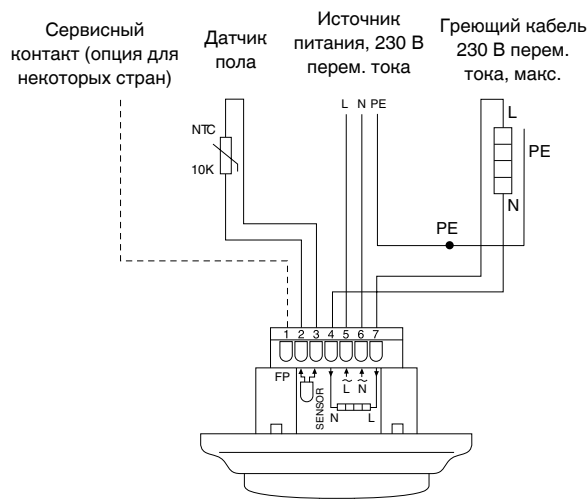 Сервисный
контакт (опция для
некоторых стран)
Датчик
пола
Источник
питания, 230 В
перем. тока
Греющий кабель
230 В перем.
тока, макс.
L N PE
L
NTC
10K
PE
N
PE
1 2 3 4 5 6 7
FP
SENSOR
~ ~
L N
N L